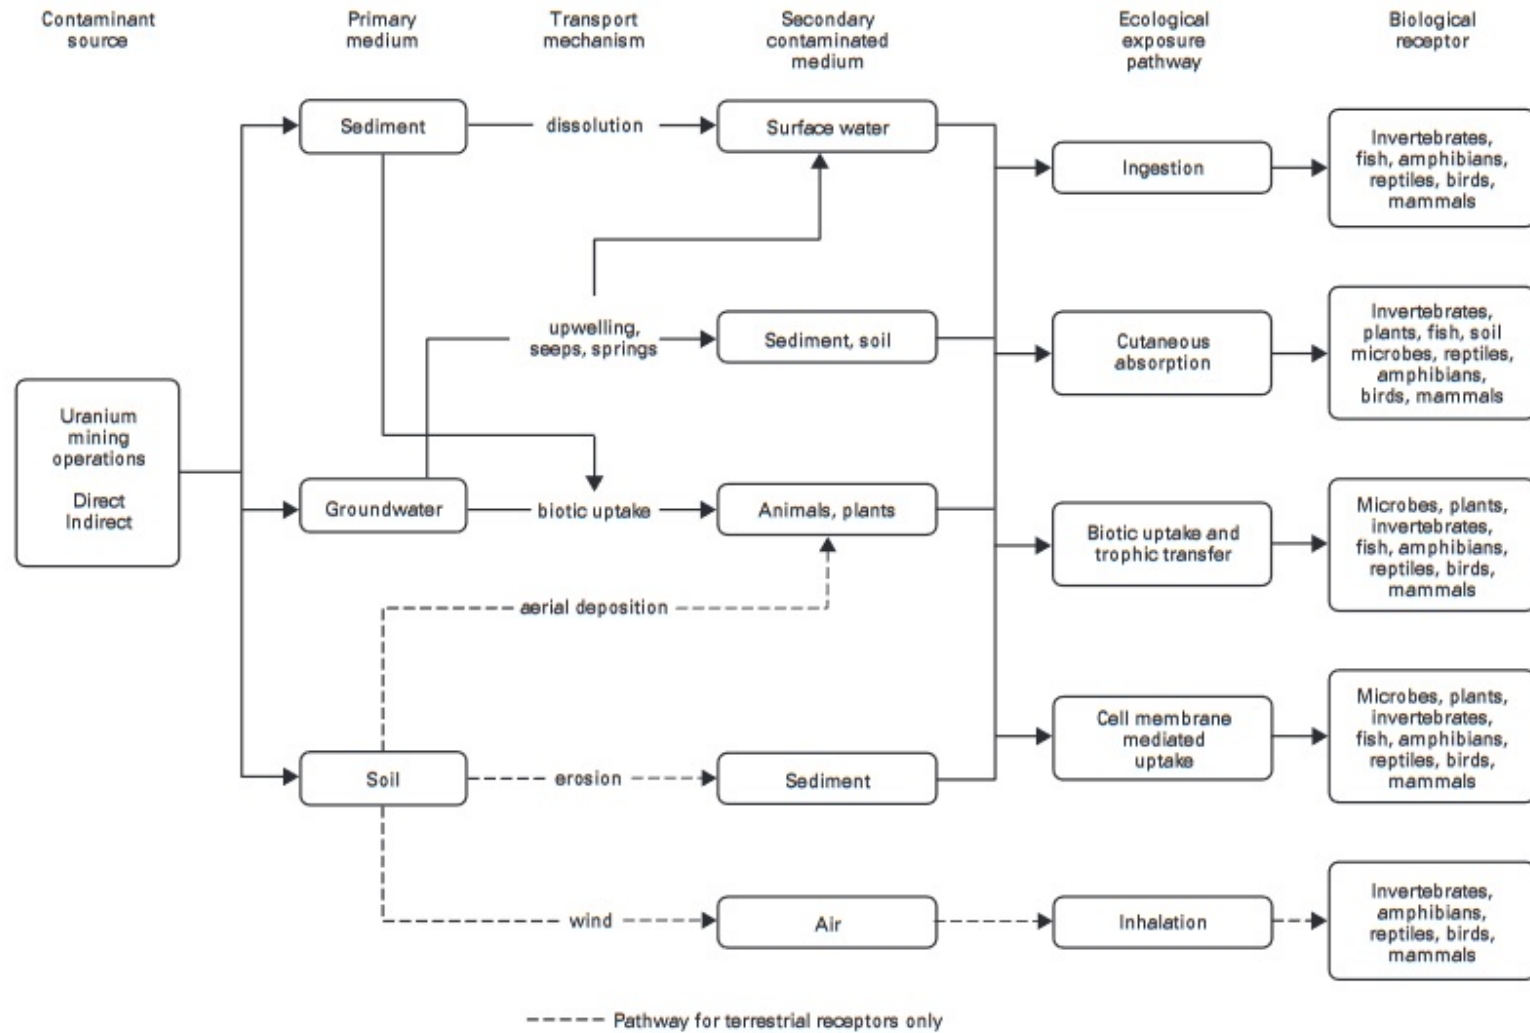 Contaminant
source
Primary
medium
Transport
mechanism
Secondary
contaminated
medium
Ecological
exposure
pathway
Biological
receptor
Sediment
dissolution
Surface water
Ingestion
Invertebrates,
fish, amphibians,
reptiles, birds,
mammals
upwelling,
seeps, springs
Sediment, soil
Cutaneous
absorption
Invertebrates,
plants, fish, soil
microbes, reptiles,
amphibians,
birds, mammals
Uranium
mining
operations
Direct
Indirect
Groundwater
biotic uptake
Animals, plants
Biotic uptake and
trophic transfer
Microbes, plants,
invertebrates,
fish, amphibians,
reptiles, birds,
mammals
aerial deposition
Soil
erosion
Sediment
Cell membrane
mediated
uptake
Microbes, plants,
invertebrates,
fish, amphibians,
reptiles, birds,
mammals
wind
Air
Inhalation
Invertebrates,
amphibians,
reptiles, birds,
mammals
Pathway for terrestrial receptors only